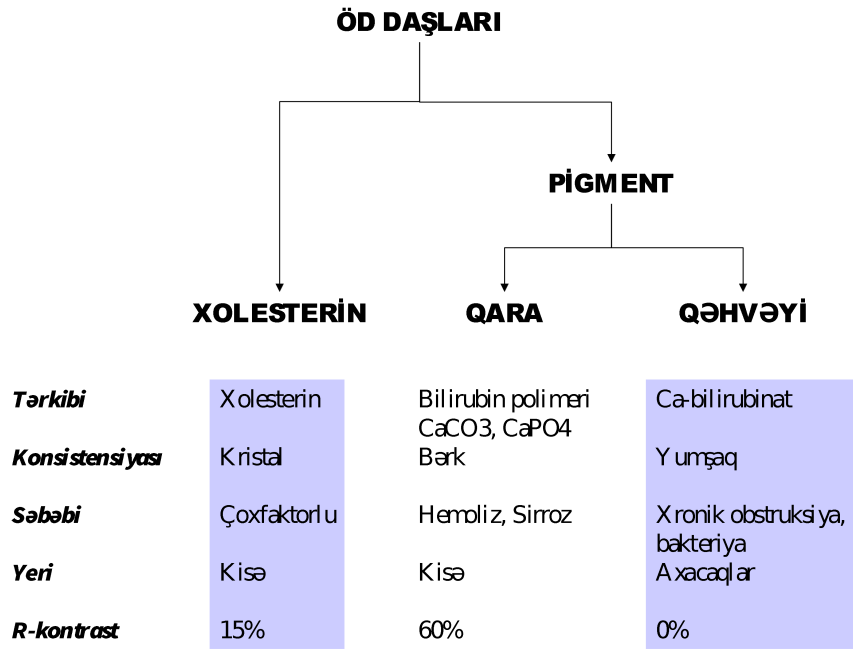 ÖD DAŞLARI
PİGMENT
XOLESTERİN QARA QƏHVƏYİ
Tərkibi Xolesterin Bilirubin polimeri Ca-bilirubinat
CaCO3, CaPO4
Konsistensiyası Kristal Bərk Yumşaq
Səbəbi Çoxfaktorlu Hemoliz, Sirroz Xronik obstruksiya,
bakteriya
Yeri Kisə Kisə Axacaqlar
R-kontrast 15% 60% 0%